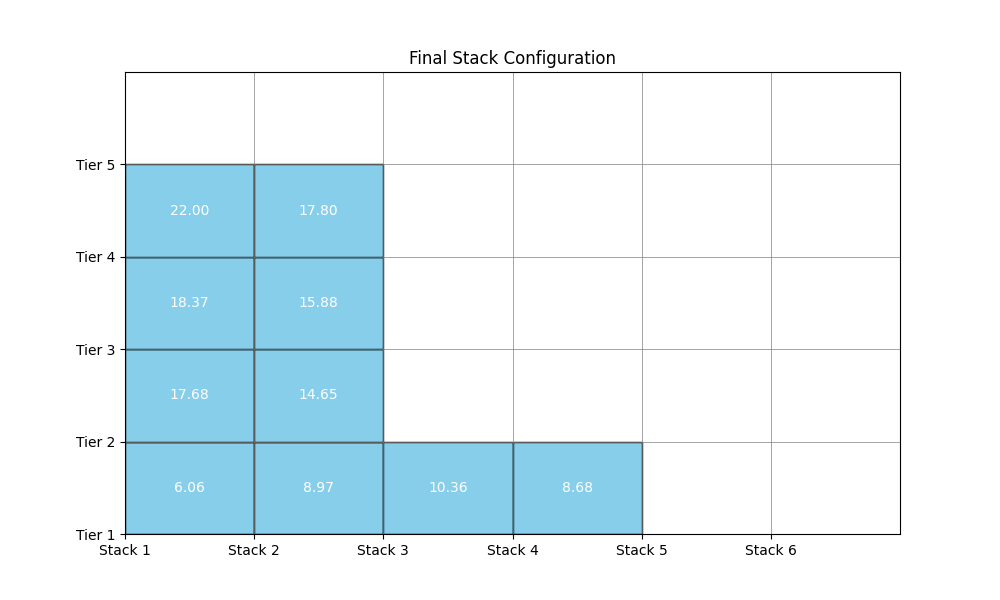 Final Stack Configuration
Tier 5
22.00 17.80
Tier 4
18.37 15.88
Tier 3
17.68 14.65
Tier 2
6.06 8.97 10.36 8.68
Tier 1
Stack 1 Stack 2 Stack 3 Stack 4 Stack 5 Stack 6